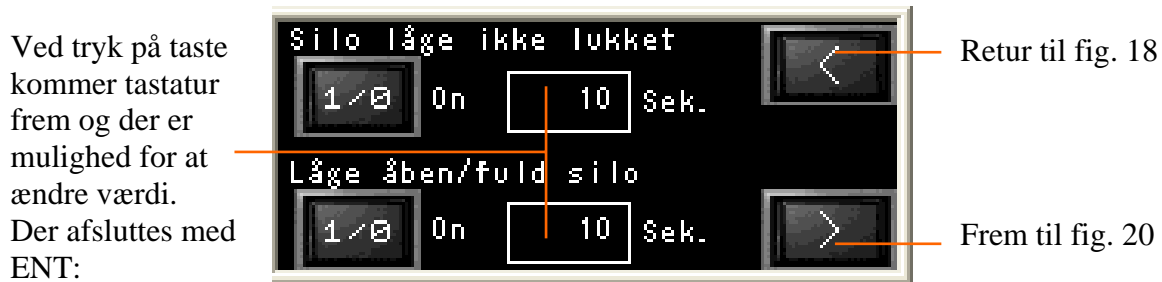 Ved tryk på taste
kommer tastatur
frem og der er
mulighed for at
ændre værdi.
Der afsluttes med
ENT:
Silo låge ikke lukket
1/0 On 10 Sek.
Låge åben/fuld silo
1/0 On 10 Sek.
<
>
Retur til fig. 18
Frem til fig. 20